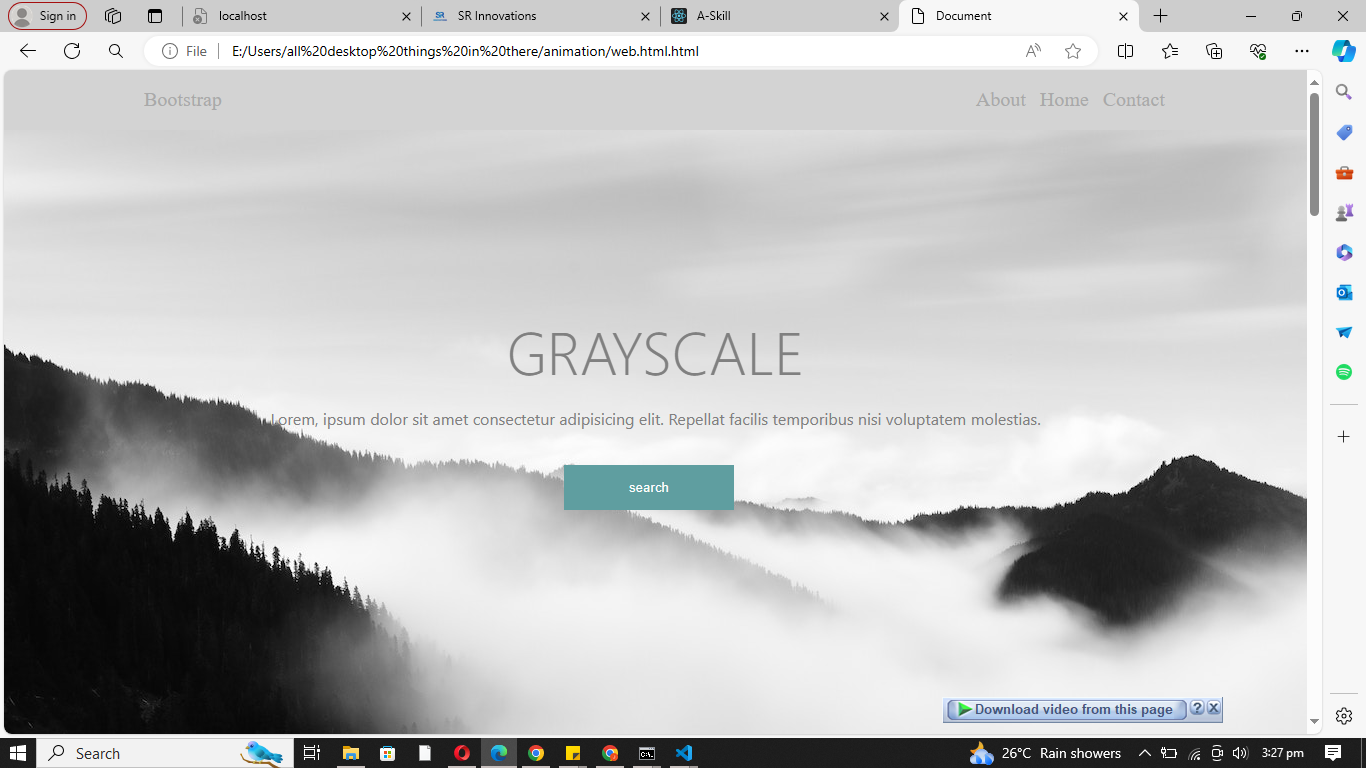 Sign in
localhost
SR Innovations
A-Skill
Document
File
E:/Users/all%20desktop%20things%20in%20there/animation/web.html.html
Bootstrap
About Home Contact
GRAYSCALE
Lorem, ipsum dolor sit amet consectetur adipisicing elit. Repellat facilis temporibus nisi voluptatem molestias.
search
Download video from this page
Search
26°C Rain showers
3:27 pm